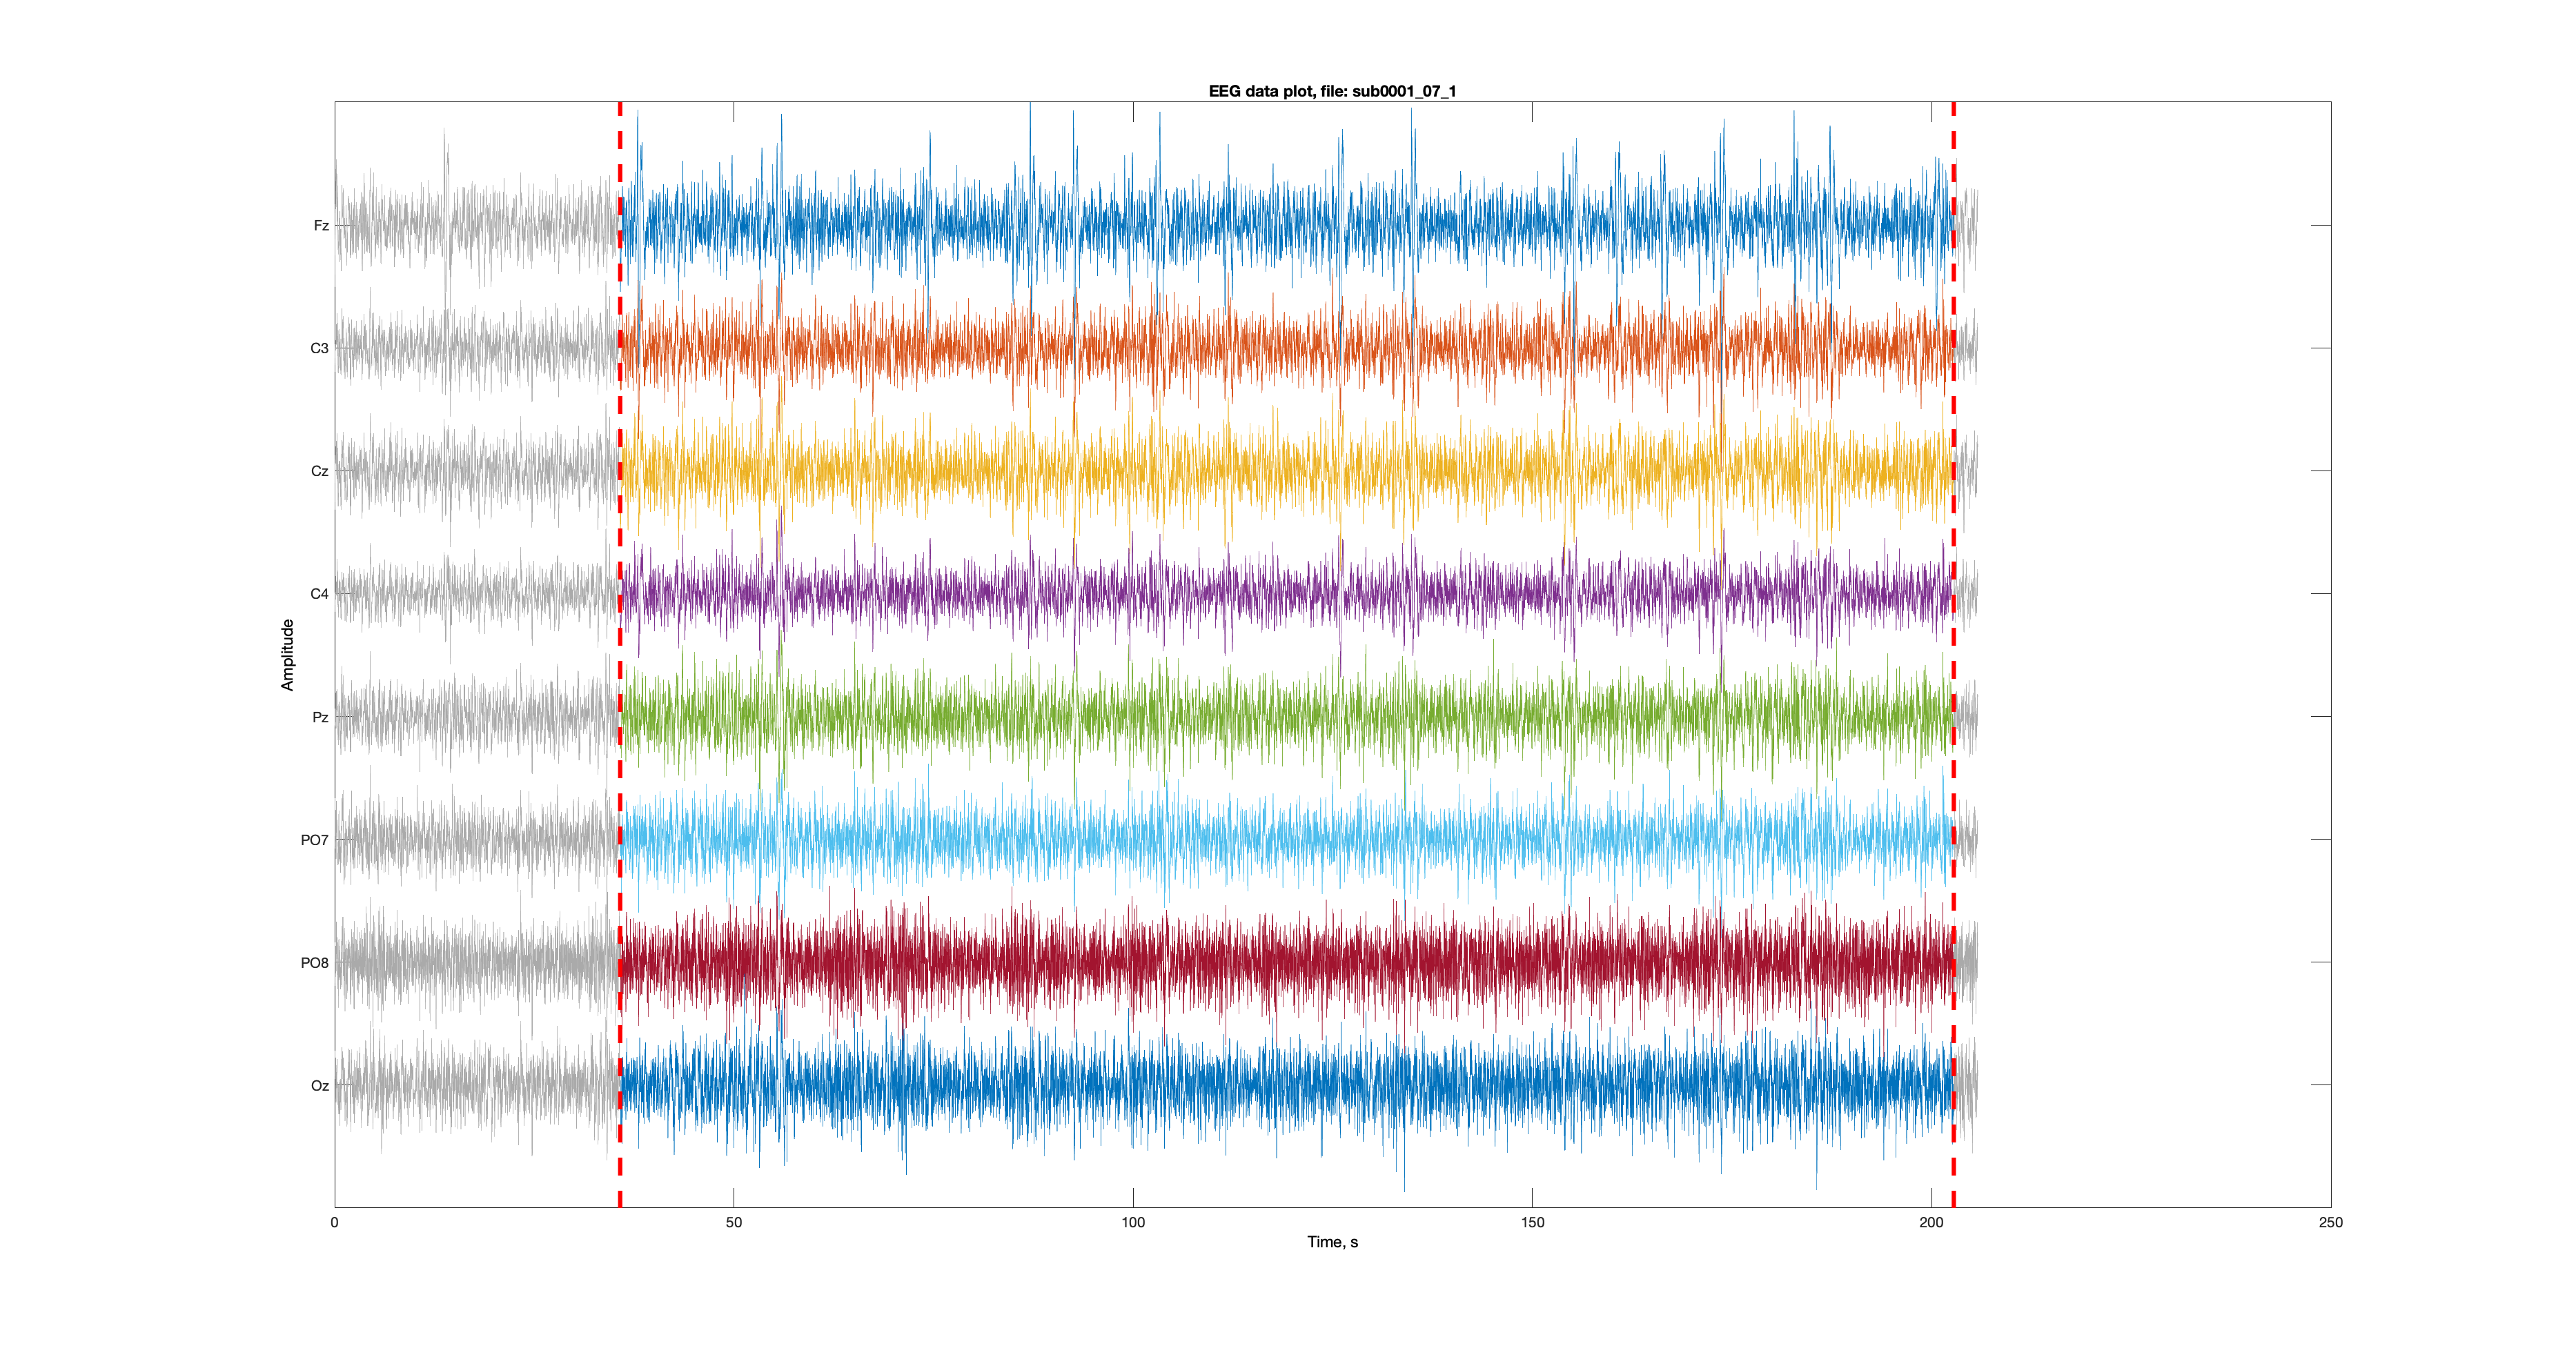 EEG data plot, file: sub0001_07_1
Fz
C3
Cz
C4
Pz
PO7
PO8
Oz
Amplitude
0 50 100 150 200 250
Time, s